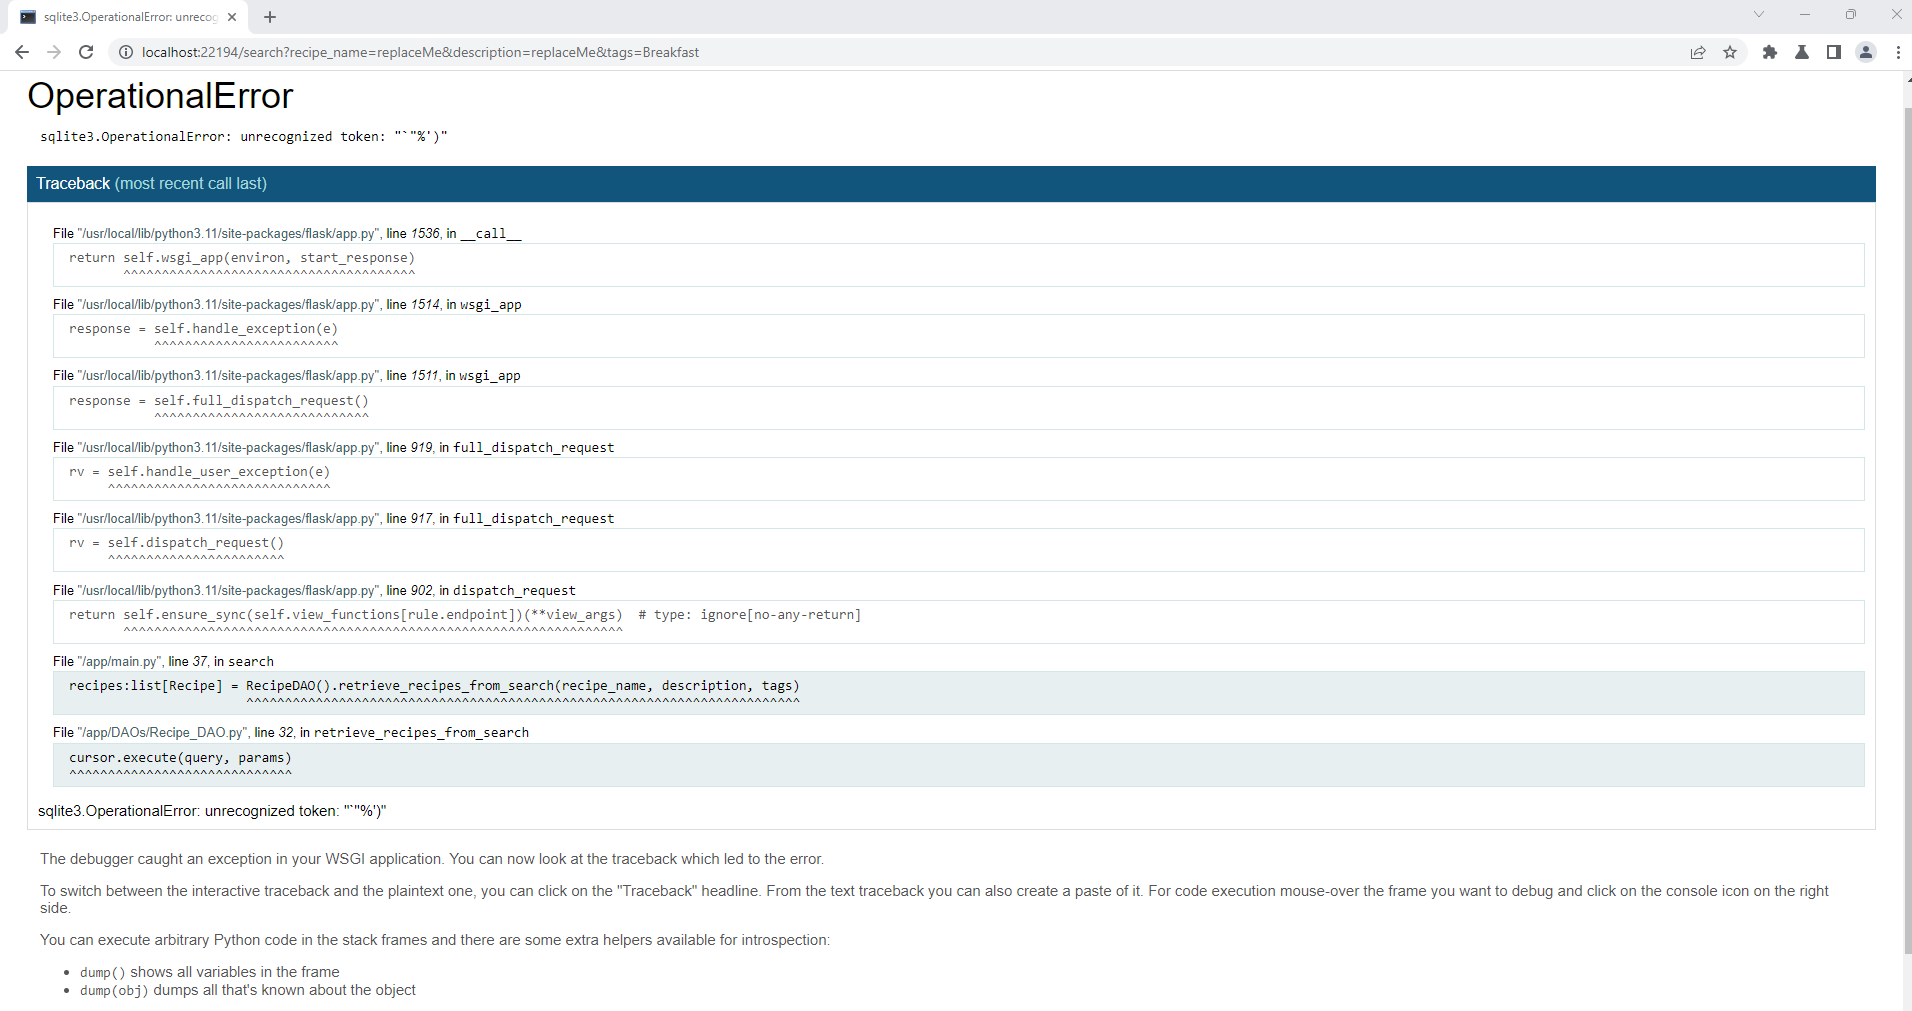 sqlite3.OperationalError: unrecog
localhost:22194/search?recipe_name=replaceMe&description=replaceMe&tags=Breakfast
OperationalError
sqlite3.OperationalError: unrecognized token: "`"%')"
Traceback (most recent call last)
File "/usr/local/lib/python3.11/site-packages/flask/app.py", line 1536, in __call__
return self.wsgi_app(environ, start_response)
^^^^^^^^^^^^^^^^^^^^^^^^^^^^^^^^^^^^^^
File "/usr/local/lib/python3.11/site-packages/flask/app.py", line 1514, in wsgi_app
response = self.handle_exception(e)
^^^^^^^^^^^^^^^^^^^^^^^^
File "/usr/local/lib/python3.11/site-packages/flask/app.py", line 1511, in wsgi_app
response = self.full_dispatch_request()
^^^^^^^^^^^^^^^^^^^^^^^^^^^^
File "/usr/local/lib/python3.11/site-packages/flask/app.py", line 919, in full_dispatch_request
rv = self.handle_user_exception(e)
^^^^^^^^^^^^^^^^^^^^^^^^^^^^^
File "/usr/local/lib/python3.11/site-packages/flask/app.py", line 917, in full_dispatch_request
rv = self.dispatch_request()
^^^^^^^^^^^^^^^^^^^^^^^
File "/usr/local/lib/python3.11/site-packages/flask/app.py", line 902, in dispatch_request
return self.ensure_sync(self.view_functions[rule.endpoint])(**view_args)  # type: ignore[no-any-return]
^^^^^^^^^^^^^^^^^^^^^^^^^^^^^^^^^^^^^^^^^^^^^^^^^^^^^^^^^^^^^^^^^
File "/app/main.py", line 37, in search
recipes:list[Recipe] = RecipeDAO().retrieve_recipes_from_search(recipe_name, description, tags)
^^^^^^^^^^^^^^^^^^^^^^^^^^^^^^^^^^^^^^^^^^^^^^^^^^^^^^^^^^^^^^^^^^^^^^^^
File "/app/DAOs/Recipe_DAO.py", line 32, in retrieve_recipes_from_search
cursor.execute(query, params)
^^^^^^^^^^^^^^^^^^^^^^^^^^^^^
sqlite3.OperationalError: unrecognized token: "`"%')"
The debugger caught an exception in your WSGI application. You can now look at the traceback which led to the error.
To switch between the interactive traceback and the plaintext one, you can click on the "Traceback" headline. From the text traceback you can also create a paste of it. For code execution mouse-over the frame you want to debug and click on the console icon on the right
side.
You can execute arbitrary Python code in the stack frames and there are some extra helpers available for introspection:
• dump() shows all variables in the frame
• dump(obj) dumps all that's known about the object